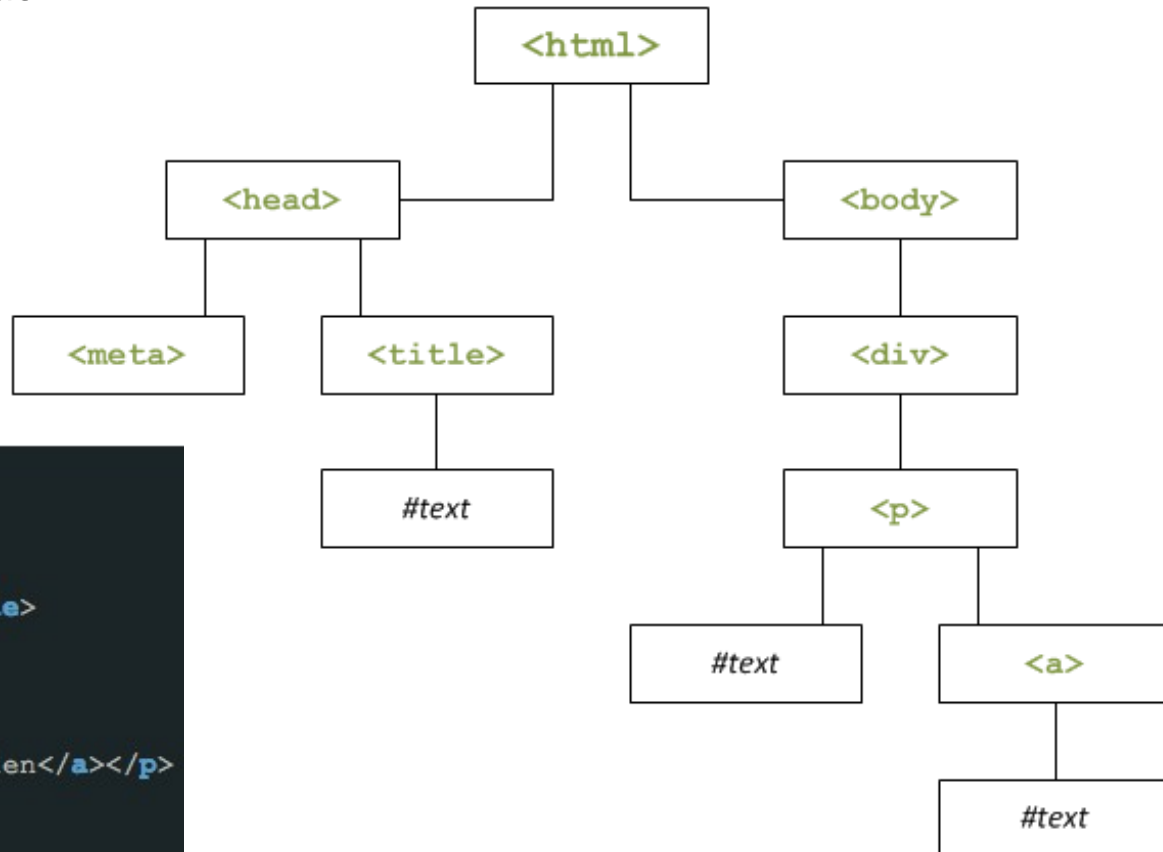 <html>
<head>
<body>
<meta>
<title>
<div>
#text
<p>
e>
#text
<a>
en</a></p>
#text